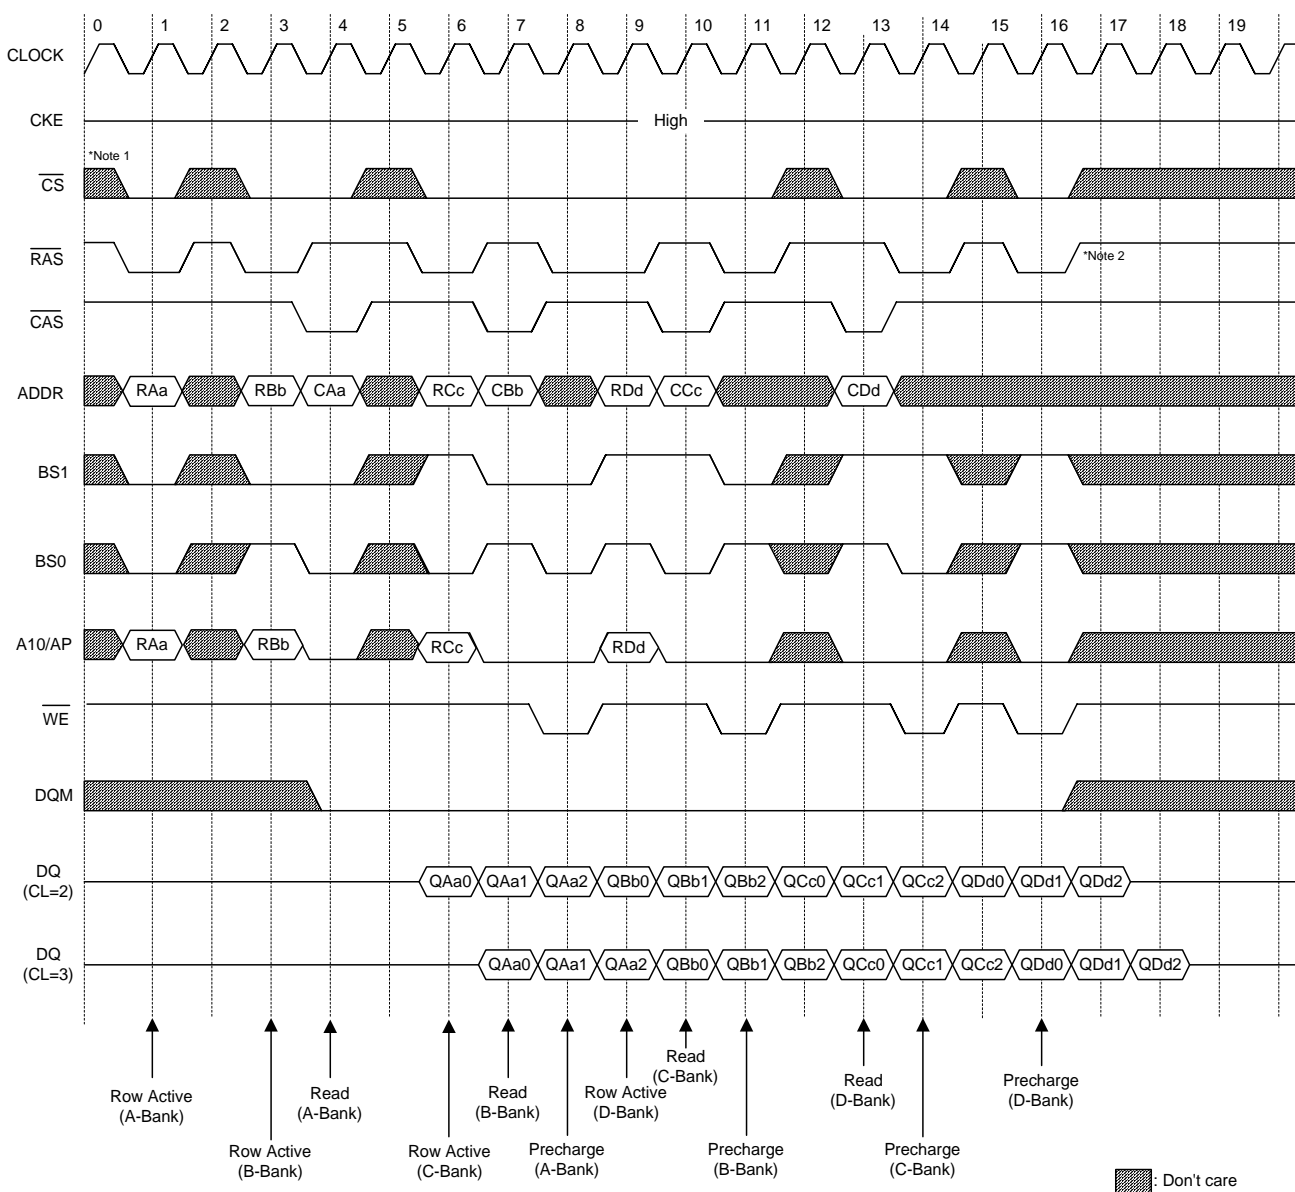 0 1 2 3 4 5 6 7 8 9 10 11 12 13 14 15 16 17 18 19
CLOCK
CKE
High
*Note 1
CS
RAS
*Note 2
CAS
ADDR
RAa RBb CAa RCc CBb RDd CCc CDd
BS1
BS0
A10/AP
RAa RBb RCc RDd
WE
DQM
DQ
(CL=2)
QAa0 QAa1 QAa2 QBb0 QBb1 QBb2 QCc0 QCc1 QCc2 QDd0 QDd1 QDd2
DQ
(CL=3)
QAa0 QAa1 QAa2 QBb0 QBb1 QBb2 QCc0 QCc1 QCc2 QDd0 QDd1 QDd2
Row Active
(A-Bank)
Row Active
(B-Bank)
Read
(A-Bank)
Row Active
(C-Bank)
Read
(B-Bank)
Precharge
(A-Bank)
Row Active
(D-Bank)
Read
(C-Bank)
Precharge
(B-Bank)
Read
(D-Bank)
Precharge
(C-Bank)
Precharge
(D-Bank)
: Don't care